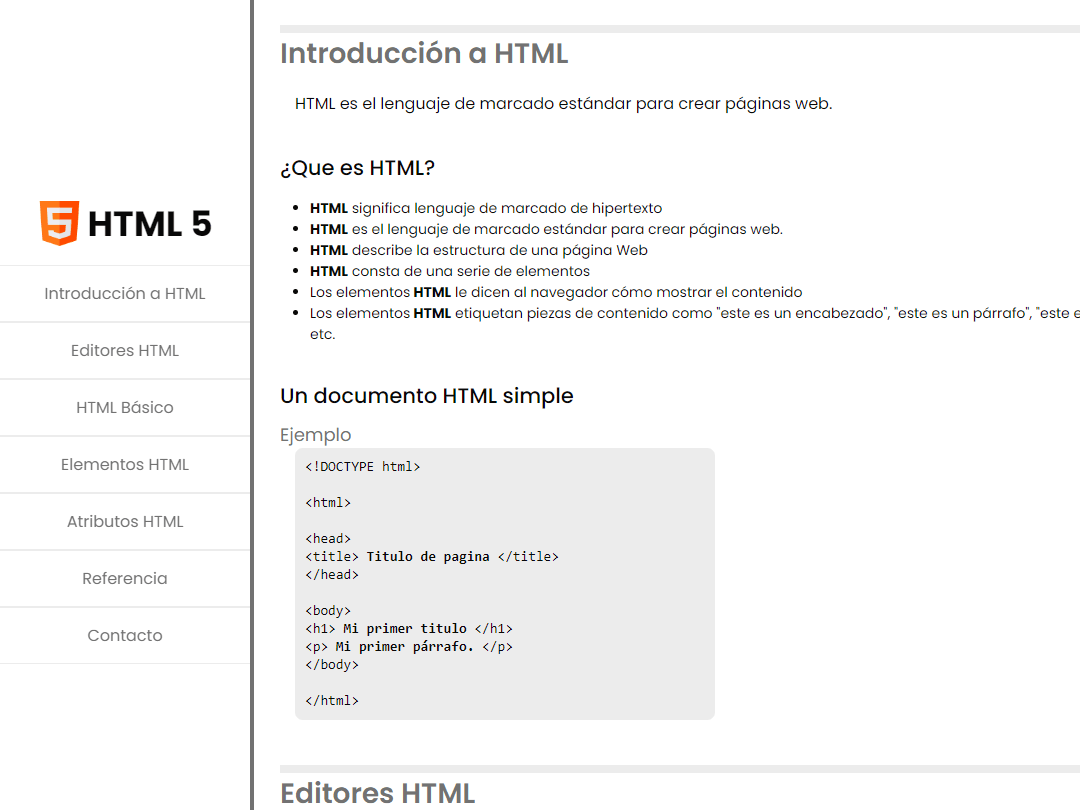 HTML 5
Introducción a HTML
Editores HTML
HTML Básico
Elementos HTML
Atributos HTML
Referencia
Contacto
Introducción a HTML
HTML es el lenguaje de marcado estándar para crear páginas web.
¿Que es HTML?
HTML significa lenguaje de marcado de hipertexto
HTML es el lenguaje de marcado estándar para crear páginas web.
HTML describe la estructura de una página Web
HTML consta de una serie de elementos
Los elementos HTML le dicen al navegador cómo mostrar el contenido
Los elementos HTML etiquetan piezas de contenido como "este es un encabezado", "este es un párrafo", "este
etc.
Un documento HTML simple
Ejemplo
<!DOCTYPE html>
<html>
<head>
<title> Titulo de pagina </title>
</head>
<body>
<h1> Mi primer titulo </h1>
<p> Mi primer párrafo. </p>
</body>
</html>
Editores HTML